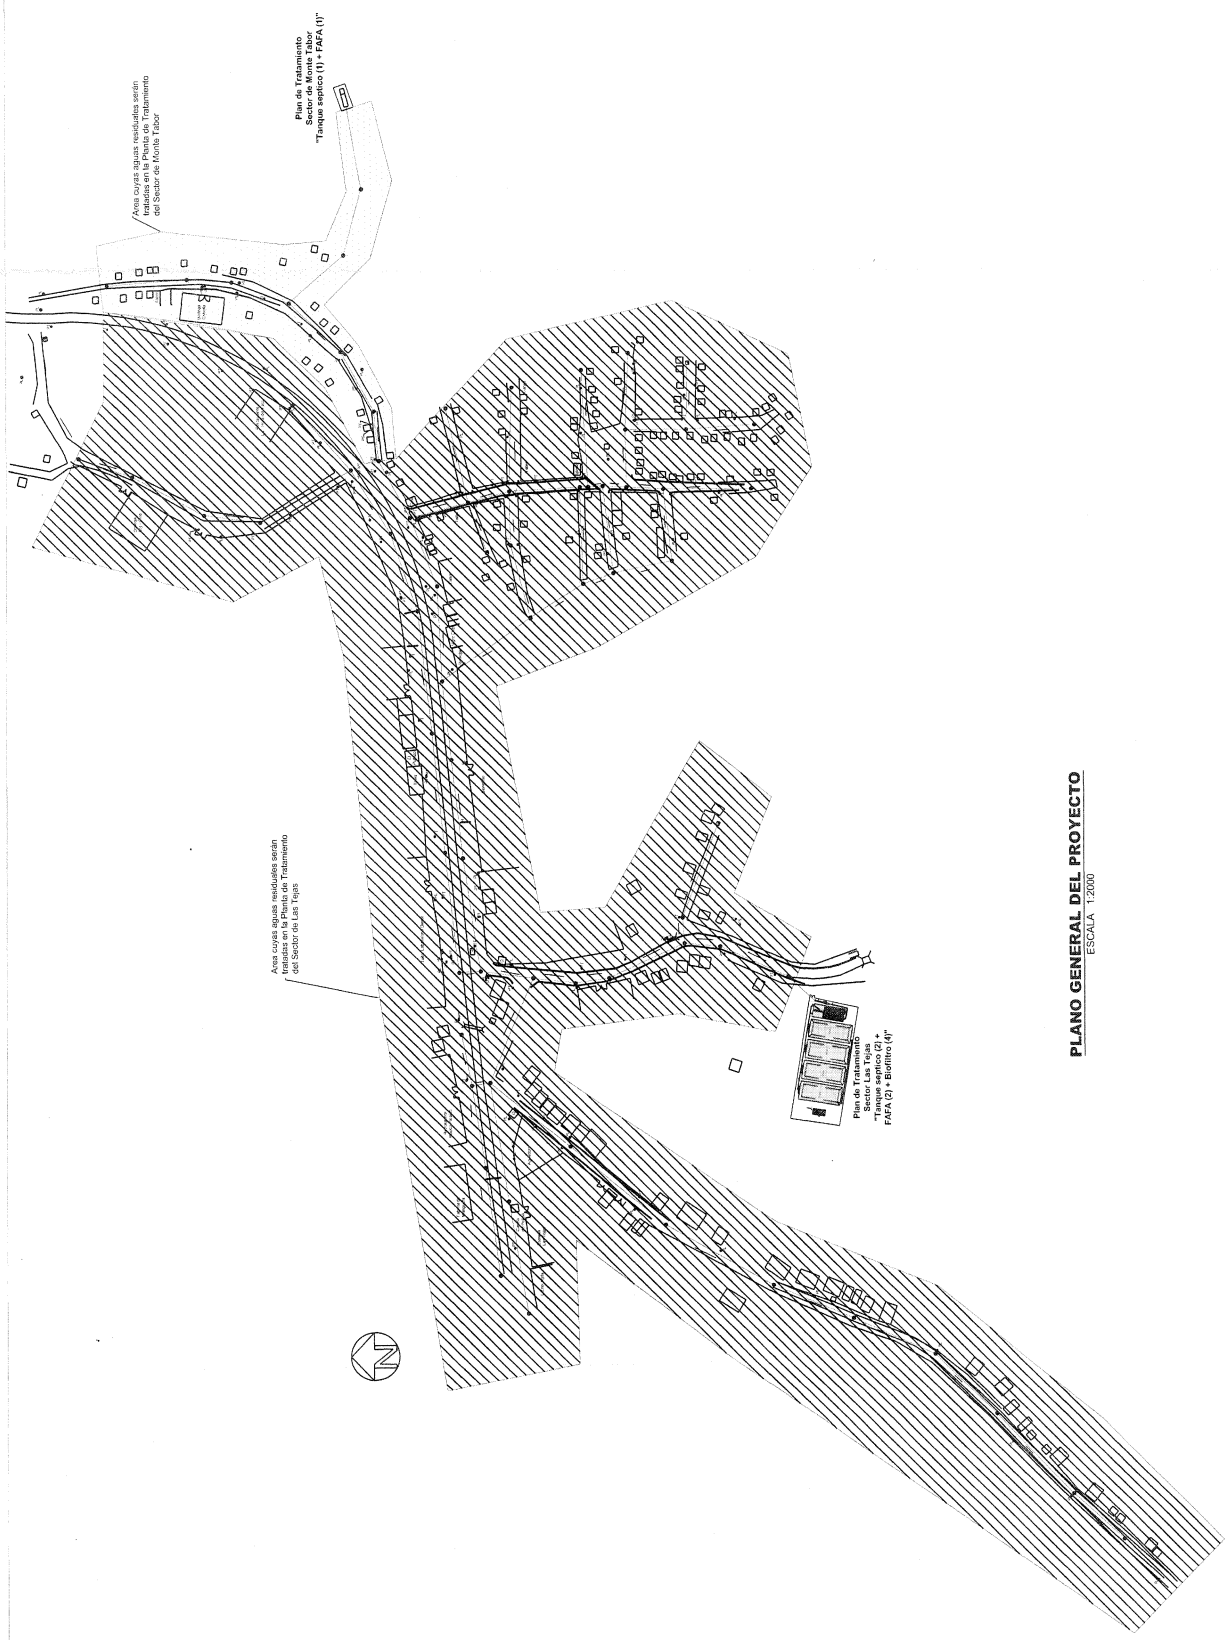 Area cuyas aguas residuales serán
tratadas en la Planta de Tratamiento
del Sector de Monte Tabor
Plan de Tratamiento
Sector de Monte Tabor
"Tanque septico (1) + FAFA (1)"
Area cuyas aguas residuales serán
tratadas en la Planta de Tratamiento
del Sector de Las Tejas
Plan de Tratamiento
Sector Las Tejas
"Tanque septico (2) +
FAFA (2) + Biofiltro (4)"
N
PLANO GENERAL DEL PROYECTO
ESCALA 1:2000